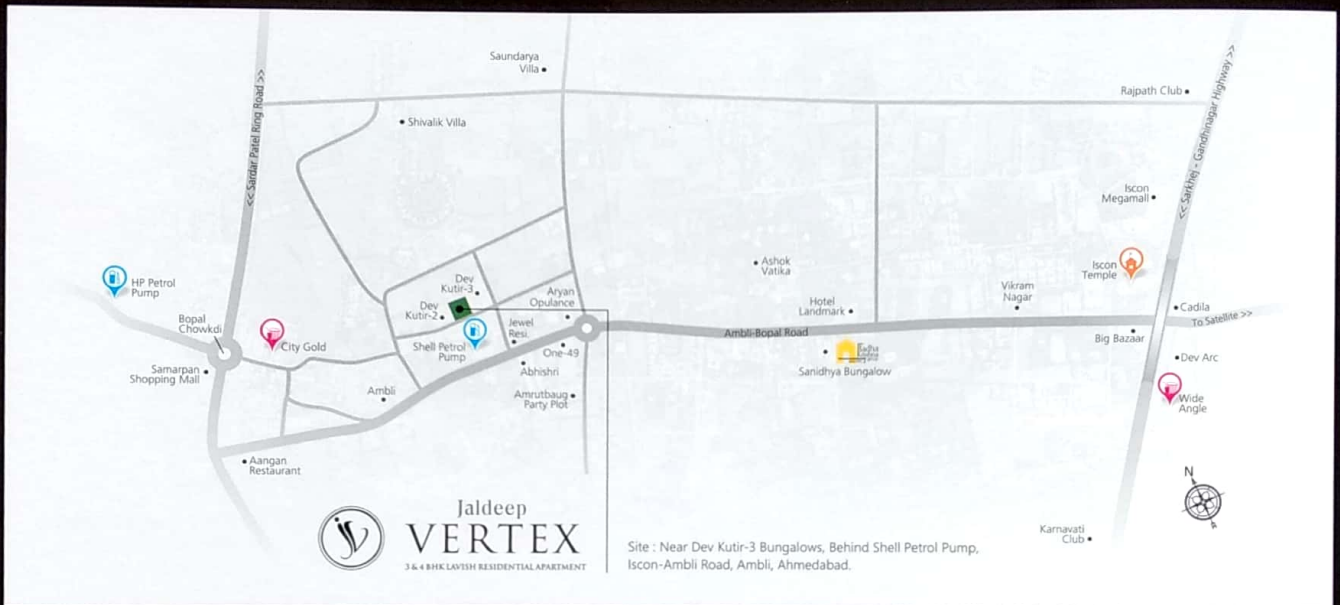 Saundarya
Villa
<< Sardar Patel Ring Road >>
Shivalik Villa
Rajpath Club
<< Sarkhej - Gandhinagar Highway >>
Iscon
Megamall
Iscon
Temple
HP Petrol
Pump
Bopal
Chowkdi
City Gold
Samarpan
Shopping Mall
Dev
Kutir-3
Dev
Kutir-2
Shell Petrol
Pump
Aryan
Opulance
Jewel
Resi.
One-49
Abhishri
Amrutbaug
Party Plot
Ambli
Aangan
Restaurant
Ashok
Vatika
Hotel
Landmark
Ambli-Bopal Road
Sanidhya Bungalow
Vikram
Nagar
Cadila
To Satellite >>
Big Bazaar
Dev Arc
Wide
Angle
N
Karnavati
Club
Jaldeep
VERTEX
3 & 4 BHK LAVISH RESIDENTIAL APARTMENT
Site : Near Dev Kutir-3 Bungalows, Behind Shell Petrol Pump,
Iscon-Ambli Road, Ambli, Ahmedabad.